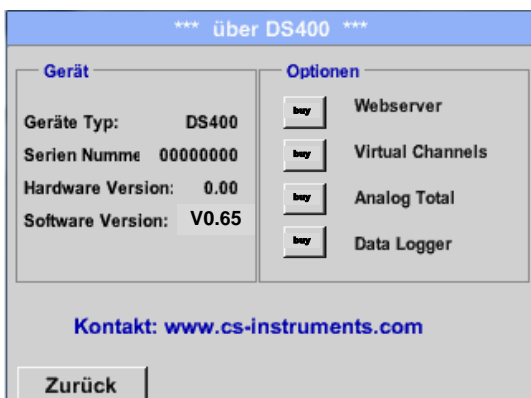 *** über DS400 ***
Gerät
Geräte Typ: DS400
Serien Numme 00000000
Hardware Version: 0.00
Software Version: V0.65
Optionen
buy Webserver
buy Virtual Channels
buy Analog Total
buy Data Logger
Kontakt: www.cs-instruments.com
Zurück